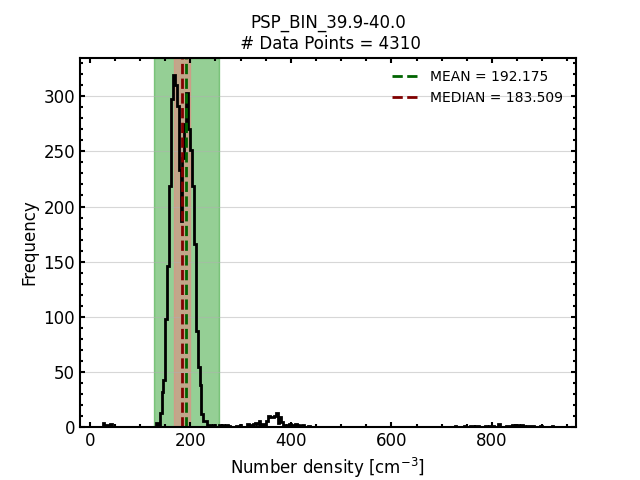 PSP_BIN_39.9-40.0
# Data Points = 4310
MEAN = 192.175
MEDIAN = 183.509
Frequency
300
250
200
150
100
50
0
0 200 400 600 800
Number density [cm⁻³]